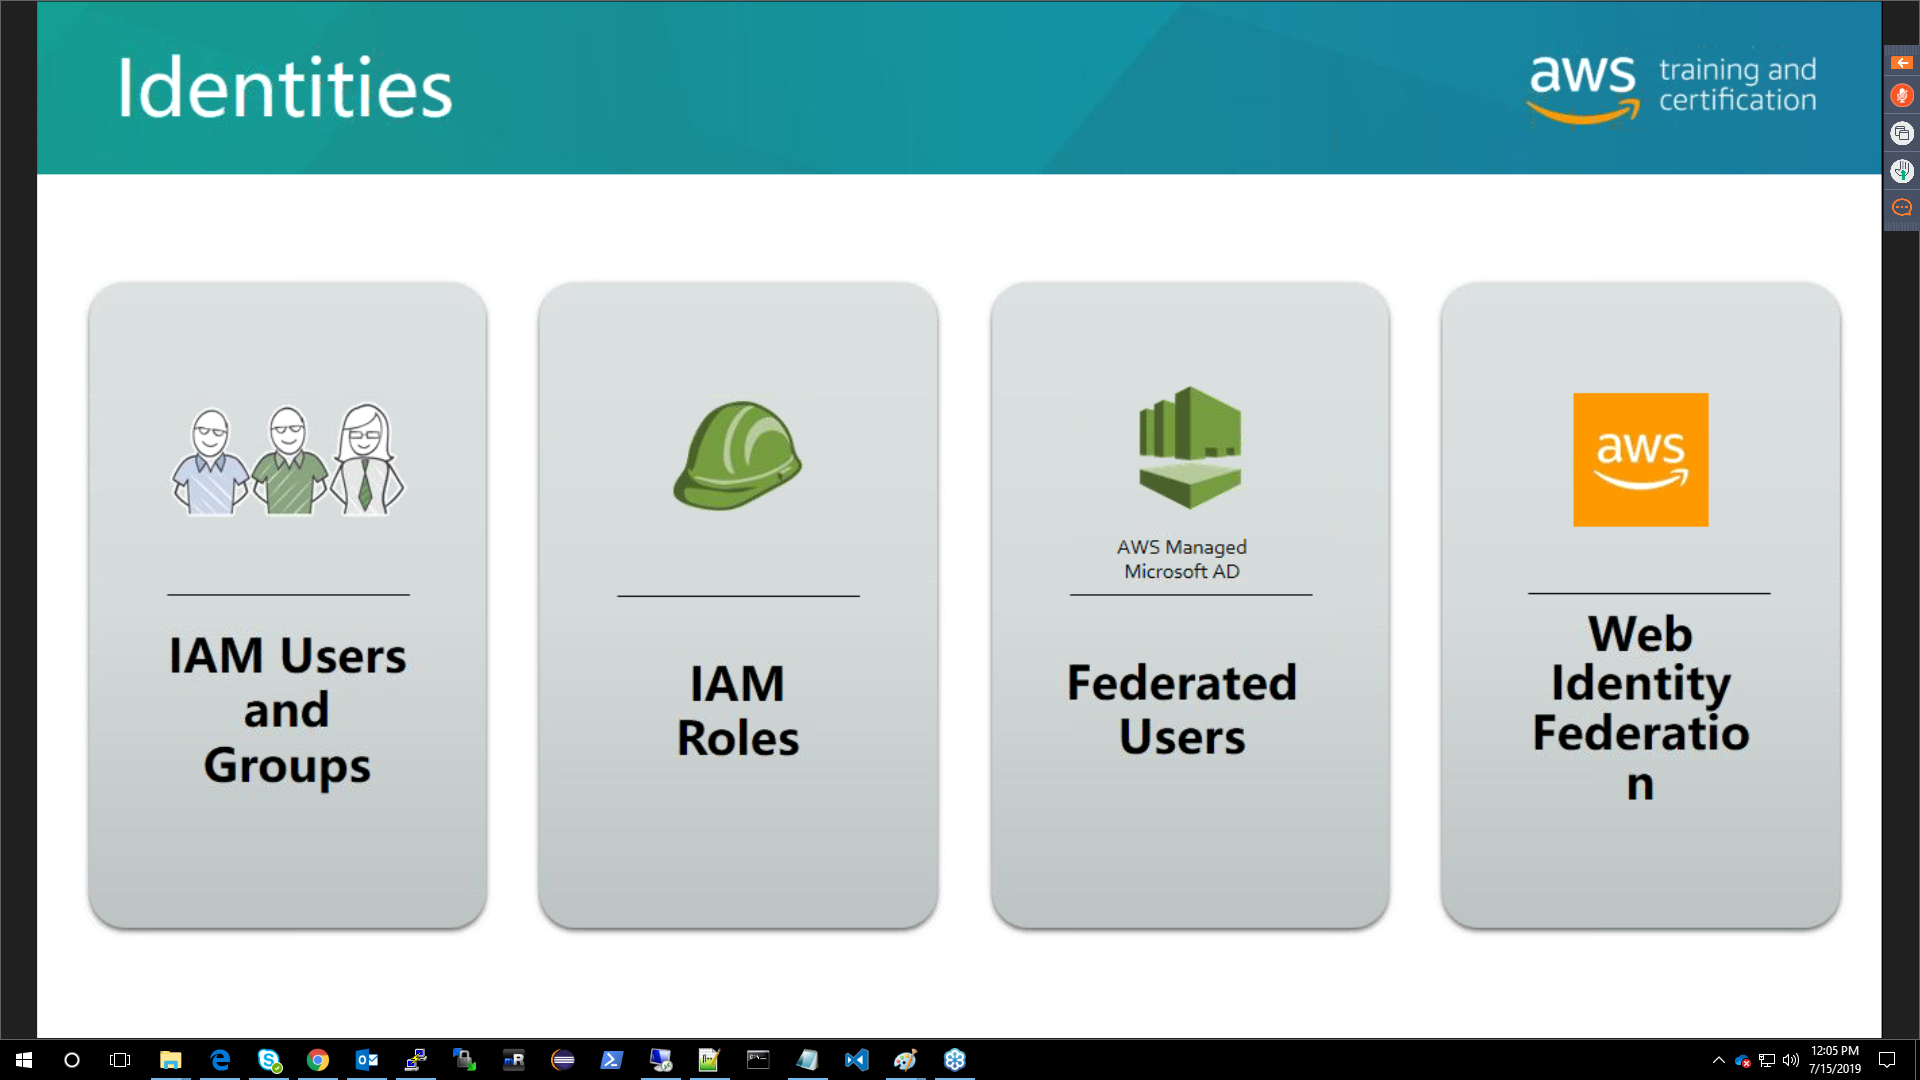 Identities
aws training and
certification
IAM Users
and
Groups
IAM
Roles
AWS Managed
Microsoft AD
Federated
Users
aws
Web
Identity
Federatio
n
12:05 PM
7/15/2019